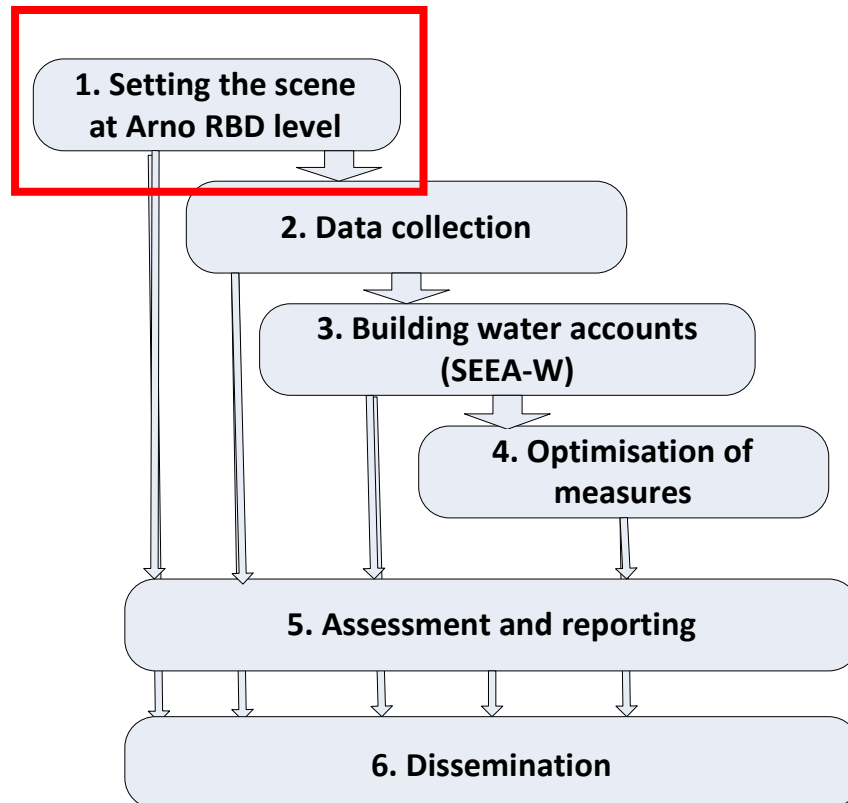 1. Setting the scene
at Arno RBD level
2. Data collection
3. Building water accounts
(SEEA-W)
4. Optimisation of
measures
5. Assessment and reporting
6. Dissemination